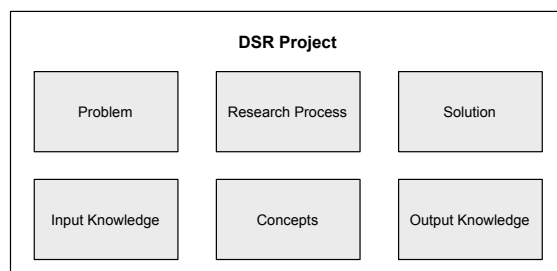 DSR Project
Problem
Research Process
Solution
Input Knowledge
Concepts
Output Knowledge